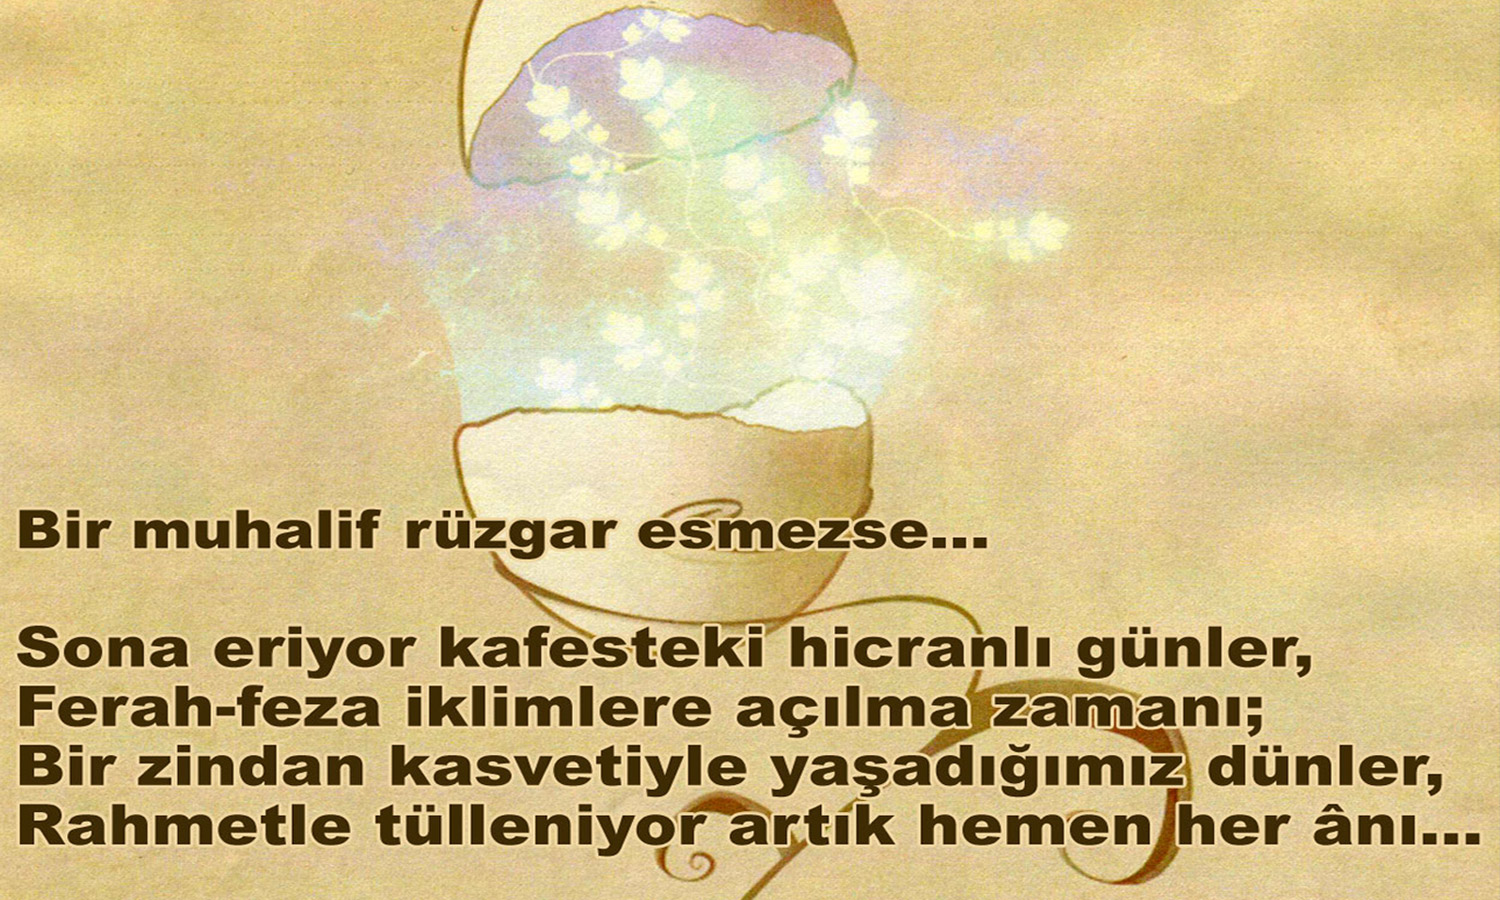 Bir muhalif rüzgar esmezse...
Sona eriyor kafesteki hicranlı günler,
Ferah-feza iklimlere açılma zamanı;
Bir zindan kasvetiyle yaşadığımız dünler,
Rahmetle tülleniyor artık hemen her ânı...